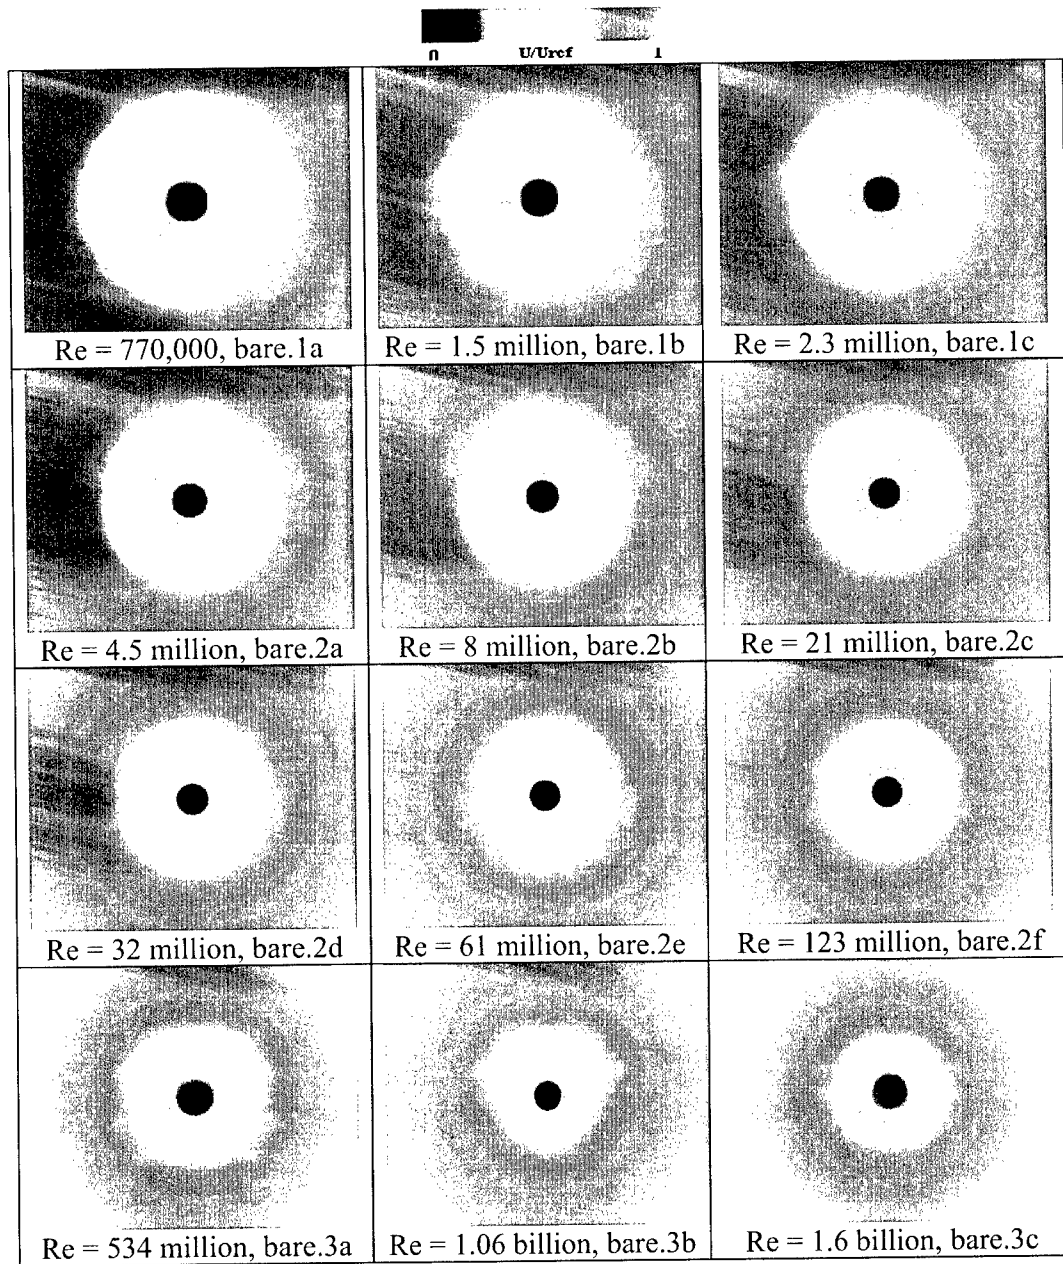 0 U/Uref 1
Re = 770,000, bare.1a
Re = 1.5 million, bare.1b
Re = 2.3 million, bare.1c
Re = 4.5 million, bare.2a
Re = 8 million, bare.2b
Re = 21 million, bare.2c
Re = 32 million, bare.2d
Re = 61 million, bare.2e
Re = 123 million, bare.2f
Re = 534 million, bare.3a
Re = 1.06 billion, bare.3b
Re = 1.6 billion, bare.3c